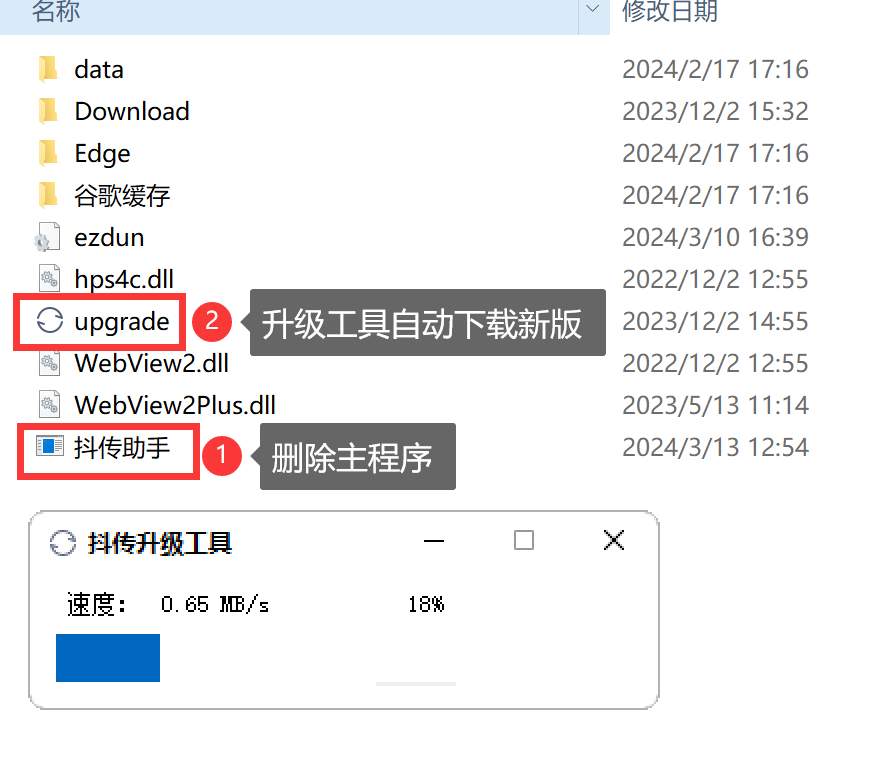 名称 修改日期
data 2024/2/17 17:16
Download 2023/12/2 15:32
Edge 2024/2/17 17:16
谷歌缓存 2024/2/17 17:16
ezdun 2024/3/10 16:39
hps4c.dll 2022/12/2 12:55
upgrade 2 升级工具自动下载新版 2023/12/2 14:55
WebView2.dll 2022/12/2 12:55
WebView2Plus.dll 2023/5/13 11:14
抖传助手 1 删除主程序 2024/3/13 12:54
抖传升级工具
速度: 0.65 MB/s 18%